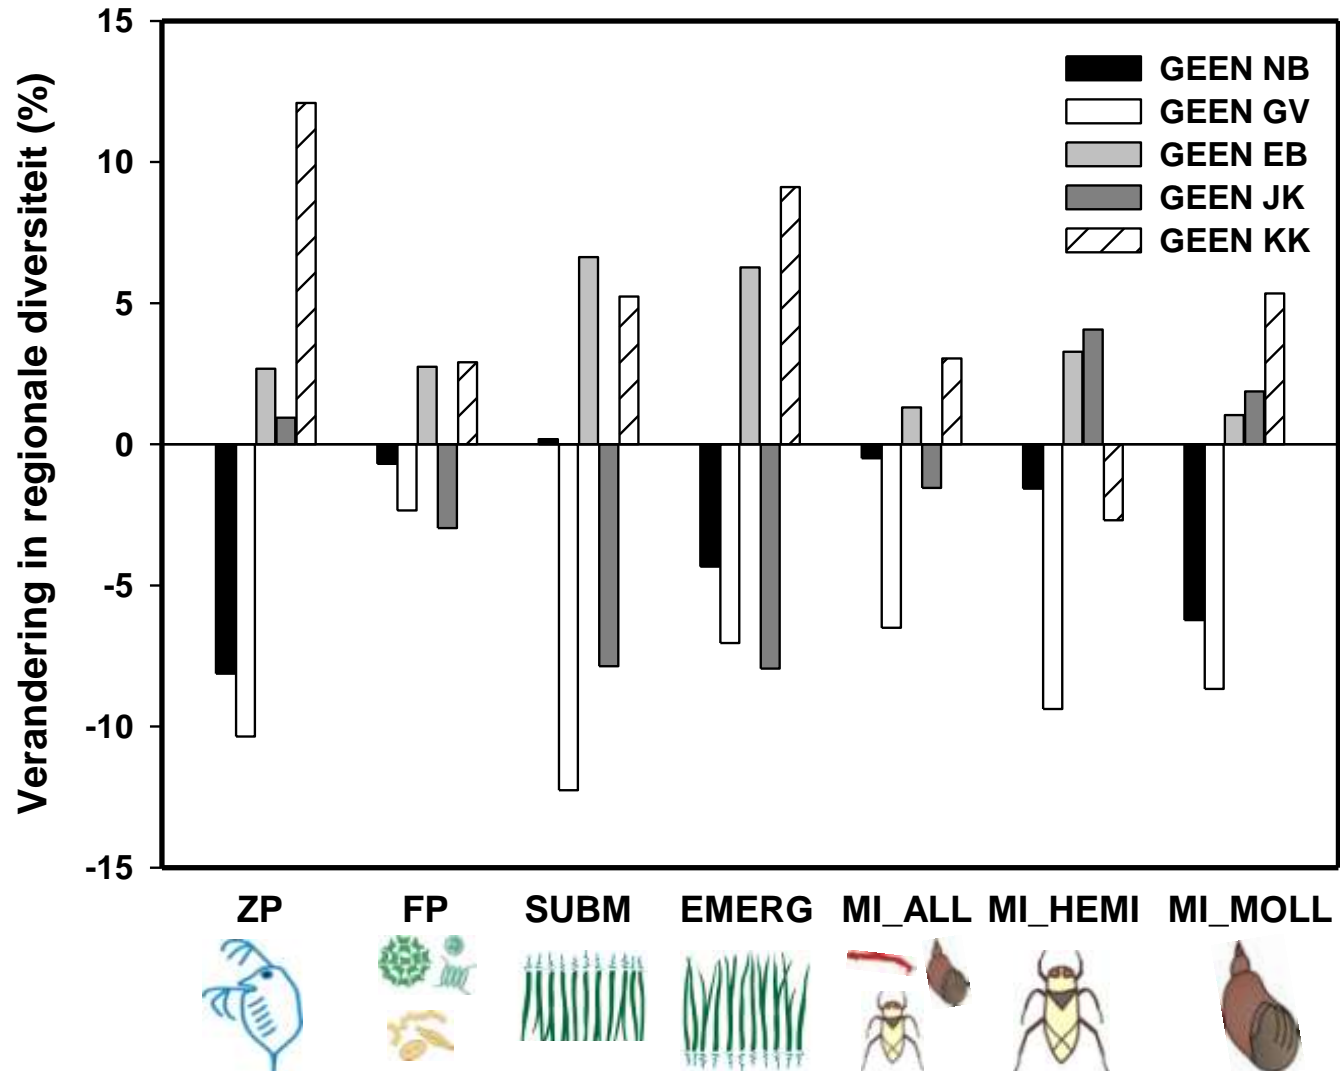 Verandering in regionale diversiteit (%)
15
10
5
0
-5
-10
-15
GEEN NB
GEEN GV
GEEN EB
GEEN JK
GEEN KK
ZP FP SUBM EMERG MI_ALL MI_HEMI MI_MOLL